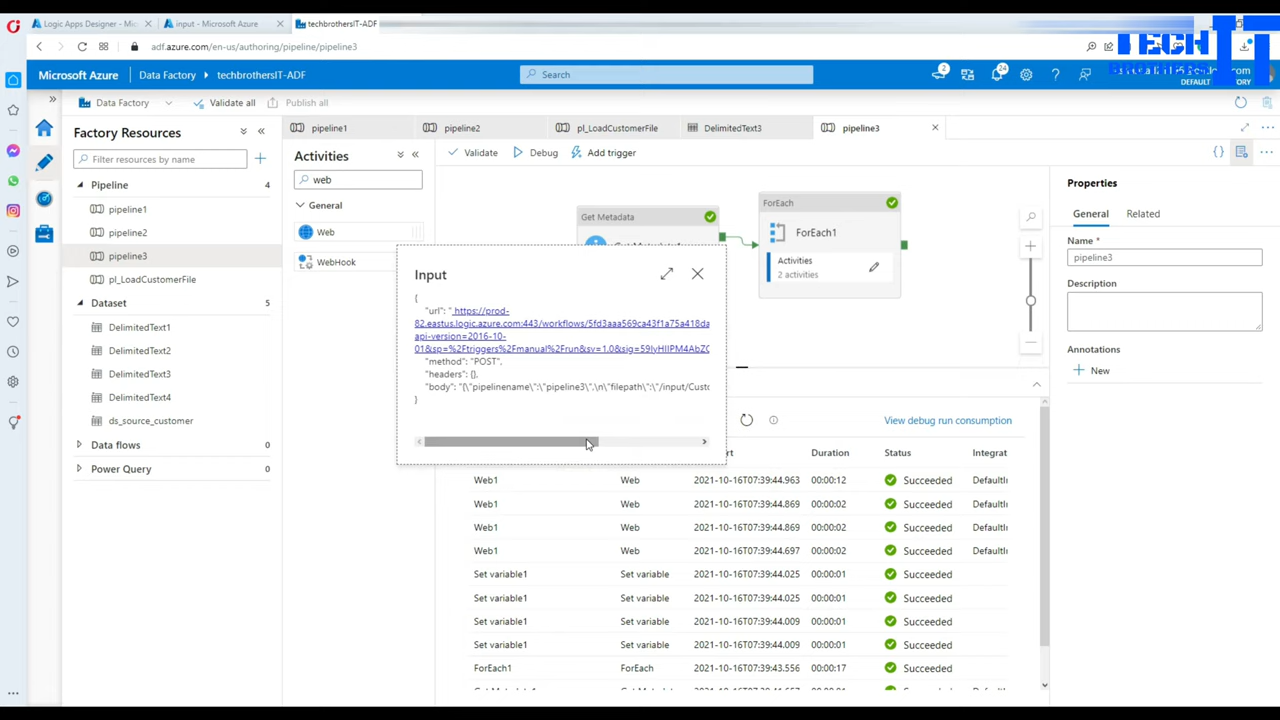 Logic Apps Designer - Mic
input - Microsoft Azure
techbrothersIT-ADF
adf.azure.com/en-us/authoring/pipeline/pipeline3
TECH
BROTHERS
IT
Microsoft Azure
Data Factory
techbrothersIT-ADF
Search
2
24
DEFAULT
Data Factory
Validate all
Publish all
Factory Resources
Filter resources by name
Pipeline
4
pipeline1
pipeline2
pipeline3
pl_LoadCustomerFile
Dataset
DelimitedText1
DelimitedText2
DelimitedText3
DelimitedText4
ds_source_customer
Data flows
0
Power Query
0
pipeline1
pipeline2
pl_LoadCustomerFile
DelimitedText3
pipeline3
Activities
web
General
Web
WebHook
Validate
Debug
Add trigger
Get Metadata
ForEach
ForEach1
Activities
2 activities
Input
{
"url": "https://prod-
82.eastus.logic.azure.com:443/workflows/5fd3aaa569ca43f1a75a418da
api-version=2016-10-
01&sp=%2Ftriggers%2Fmanual%2Frun&sv=1.0&sig=59IyHIIPM4AbZC
"method": "POST",
"headers": {},
"body": "{\"pipelinename\":\"pipeline3\",\n\"filepath\":\"/input/Custo
}
View debug run consumption
Duration
Status
Integrat
Web1 Web 2021-10-16T07:39:44.963 00:00:12 Succeeded DefaultIr
Web1 Web 2021-10-16T07:39:44.869 00:00:02 Succeeded DefaultIr
Web1 Web 2021-10-16T07:39:44.869 00:00:02 Succeeded DefaultIr
Web1 Web 2021-10-16T07:39:44.697 00:00:02 Succeeded DefaultIr
Set variable1 Set variable 2021-10-16T07:39:44.025 00:00:01 Succeeded
Set variable1 Set variable 2021-10-16T07:39:44.025 00:00:01 Succeeded
Set variable1 Set variable 2021-10-16T07:39:44.009 00:00:01 Succeeded
Set variable1 Set variable 2021-10-16T07:39:44.009 00:00:01 Succeeded
ForEach1 ForEach 2021-10-16T07:39:43.556 00:00:17 Succeeded
Properties
General
Related
Name *
pipeline3
Description
Annotations
New